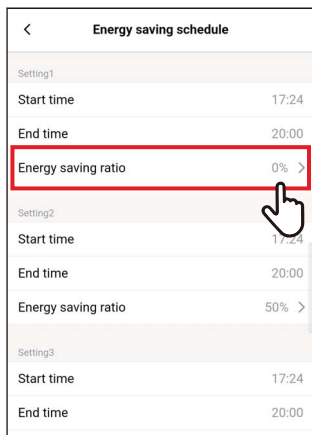 Energy saving schedule
Setting1
Start time 17:24
End time 20:00
Energy saving ratio 0%
Setting2
Start time 17:24
End time 20:00
Energy saving ratio 50%
Setting3
Start time 17:24
End time 20:00